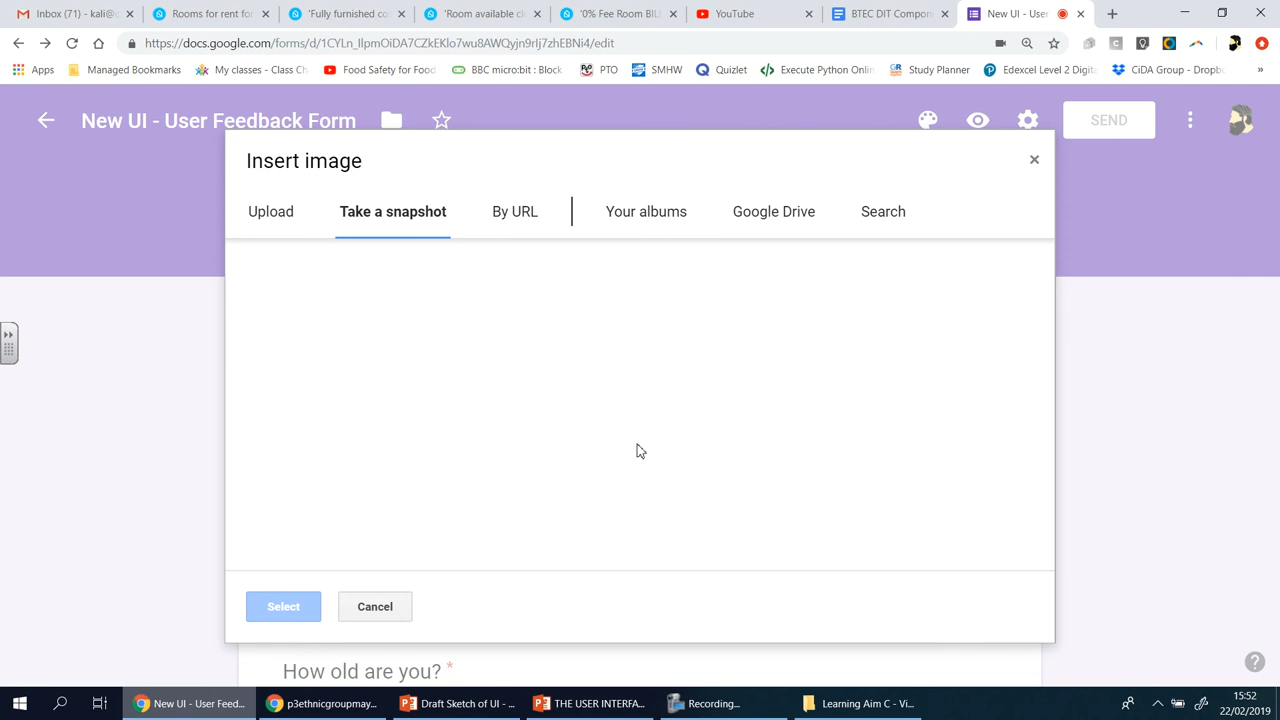 Inbox (71) - kali@c
Rooms for rent for
'Fully furnished co
'Room available cl
'0% Fee Room BIL
YouTube
BTEC DIT Compon
New UI - User
https://docs.google.com/forms/d/1CYLn_IlpmOiDA7CZkEKlo7wu8AWQyjn9rIJ7zhEBNi4/edit
Apps
Managed Bookmarks
My classes - Class Ch
Food Safety for Food
BBC micro:bit : Block
PTO
SMHW
Quizlet
Execute Python Onlin
Study Planner
Edexcel Level 2 Digita
CiDA Group - Dropbo
»
New UI - User Feedback Form
SEND
Insert image
Upload
Take a snapshot
By URL
Your albums
Google Drive
Search
Select
Cancel
How old are you? *
New UI - User Feed...
p3ethnicgroupmay...
Draft Sketch of UI - ...
THE USER INTERFA...
Recording...
Learning Aim C - Vi...
15:52
22/02/2019